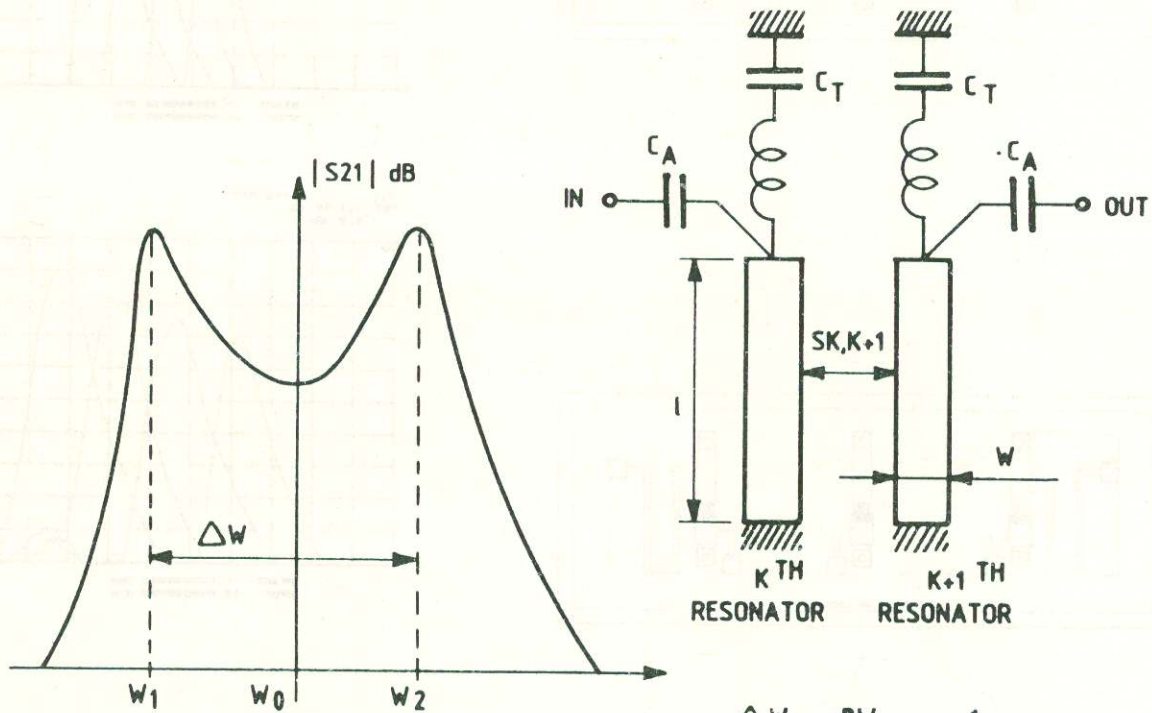 |S21| dB
ΔW
W1
W0
W2
CT
CT
CA
CA
IN
OUT
l
SK,K+1
W
K TH
RESONATOR
K+1 TH
RESONATOR